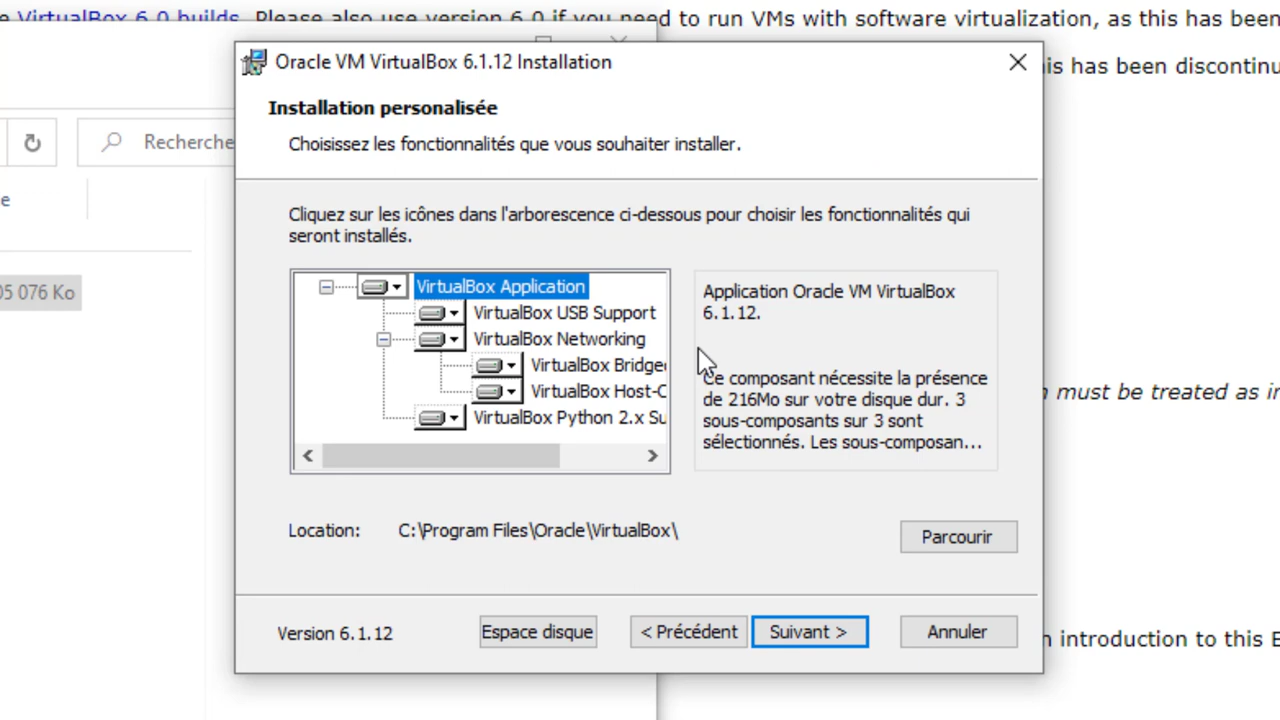 VirtualBox 6.0 builds. Please also use version 6.0 if you need to run VMs with software virtualization, as this has been
Oracle VM VirtualBox 6.1.12 Installation
his has been discontinu
Installation personalisée
Choisissez les fonctionnalités que vous souhaiter installer.
Recherche
e
Cliquez sur les icônes dans l'arborescence ci-dessous pour choisir les fonctionnalités qui
seront installés.
05 076 Ko
VirtualBox Application
VirtualBox USB Support
VirtualBox Networking
VirtualBox Bridge
VirtualBox Host-
VirtualBox Python 2.x Su
Application Oracle VM VirtualBox
6.1.12.
Ce composant nécessite la présence
de 216Mo sur votre disque dur. 3
sous-composants sur 3 sont
sélectionnés. Les sous-composan...
must be treated as
Location: C:\Program Files\Oracle\VirtualBox\
Parcourir
Version 6.1.12
Espace disque
< Précédent
Suivant >
Annuler
introduction to this